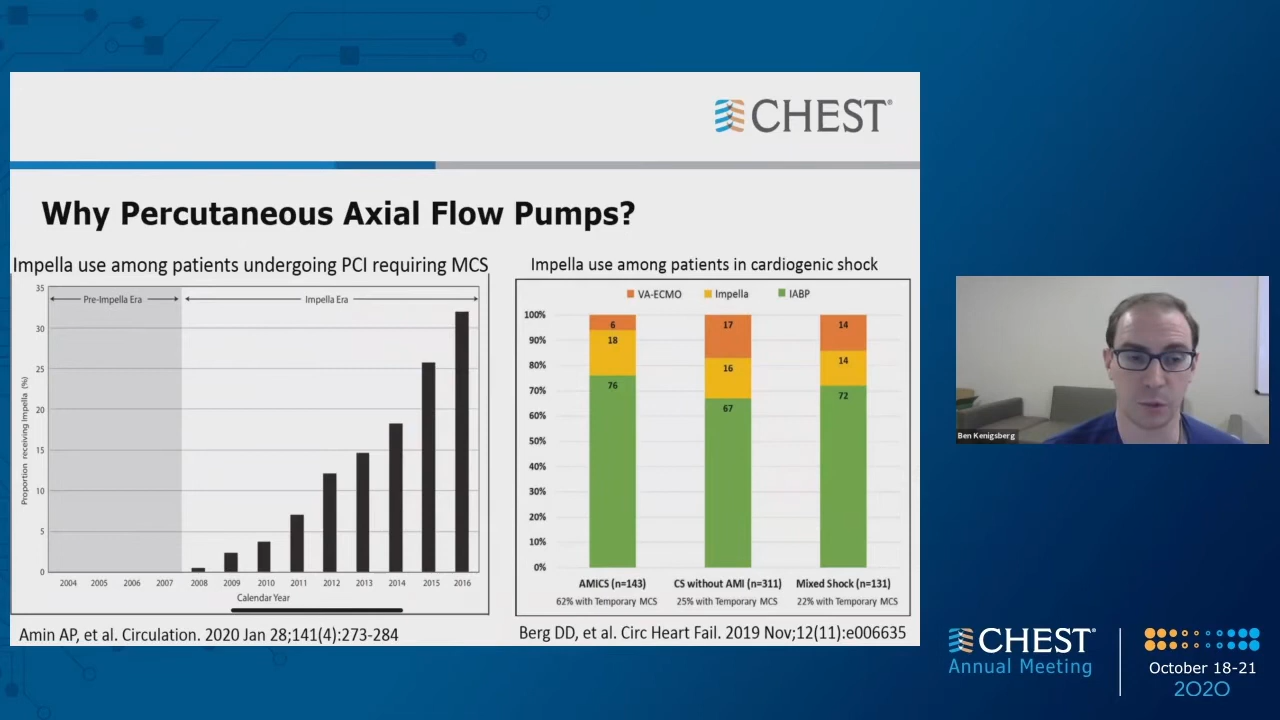 CHEST®
Why Percutaneous Axial Flow Pumps?
Impella use among patients undergoing PCI requiring MCS
Pre-Impella Era
Impella Era
Proportion receiving Impella (%)
35
30
25
20
15
10
5
0
2004 2005 2006 2007 2008 2009 2010 2011 2012 2013 2014 2015 2016
Calendar Year
Amin AP, et al. Circulation. 2020 Jan 28;141(4):273-284
Impella use among patients in cardiogenic shock
VA-ECMO Impella IABP
100%
90%
80%
70%
60%
50%
40%
30%
20%
10%
0%
6 17 14
18 16 14
76 67 72
AMICS (n=143) CS without AMI (n=311) Mixed Shock (n=131)
62% with Temporary MCS 25% with Temporary MCS 22% with Temporary MCS
Berg DD, et al. Circ Heart Fail. 2019 Nov;12(11):e006635
Ben Kenigsberg
CHEST®
Annual Meeting
October 18-21
2020